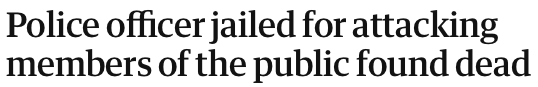 Police officer jailed for attacking
members of the public found dead